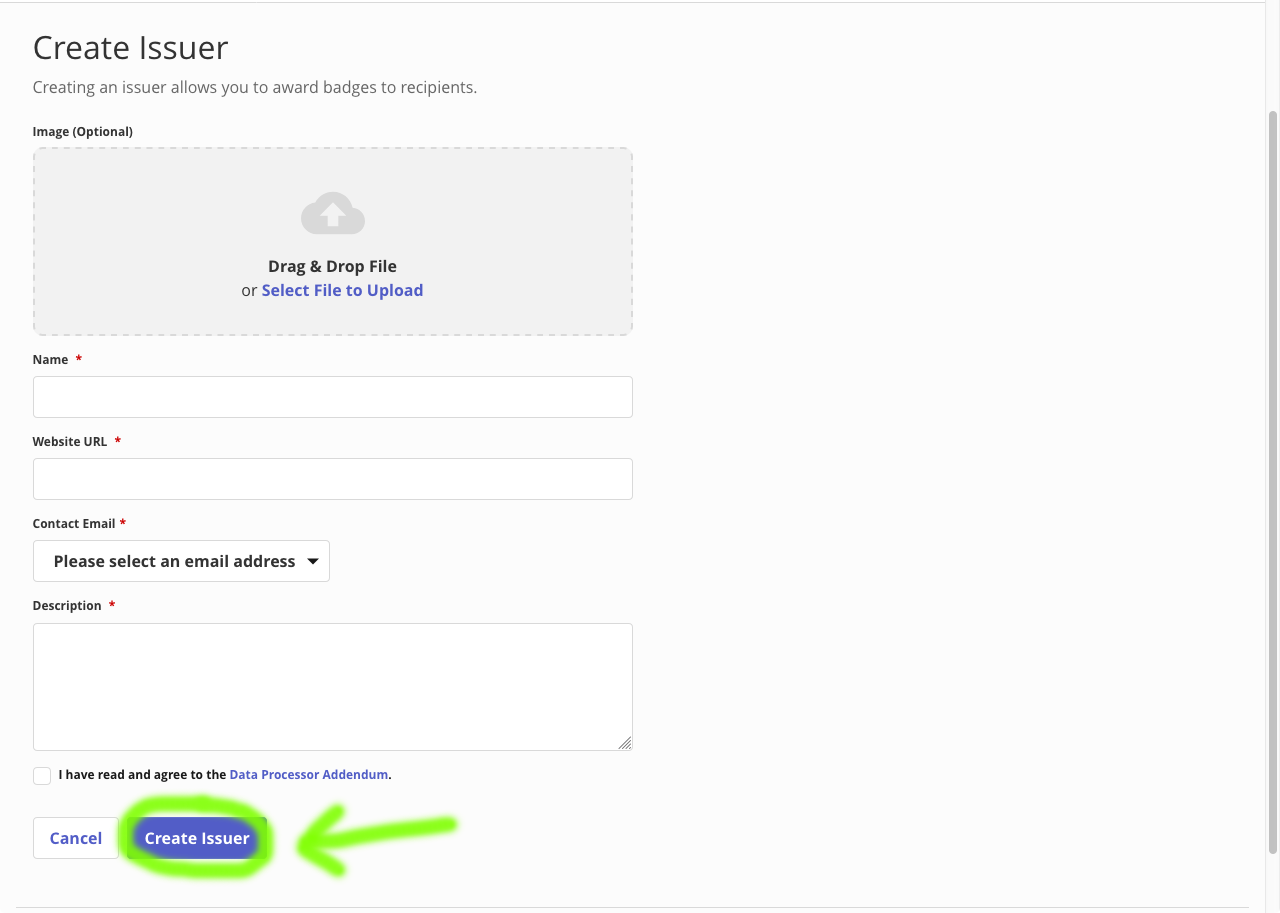 Create Issuer
Creating an issuer allows you to award badges to recipients.
Image (Optional)
Drag & Drop File
or Select File to Upload
Name *
Website URL *
Contact Email *
Please select an email address
Description *
I have read and agree to the Data Processor Addendum.
Cancel Create Issuer